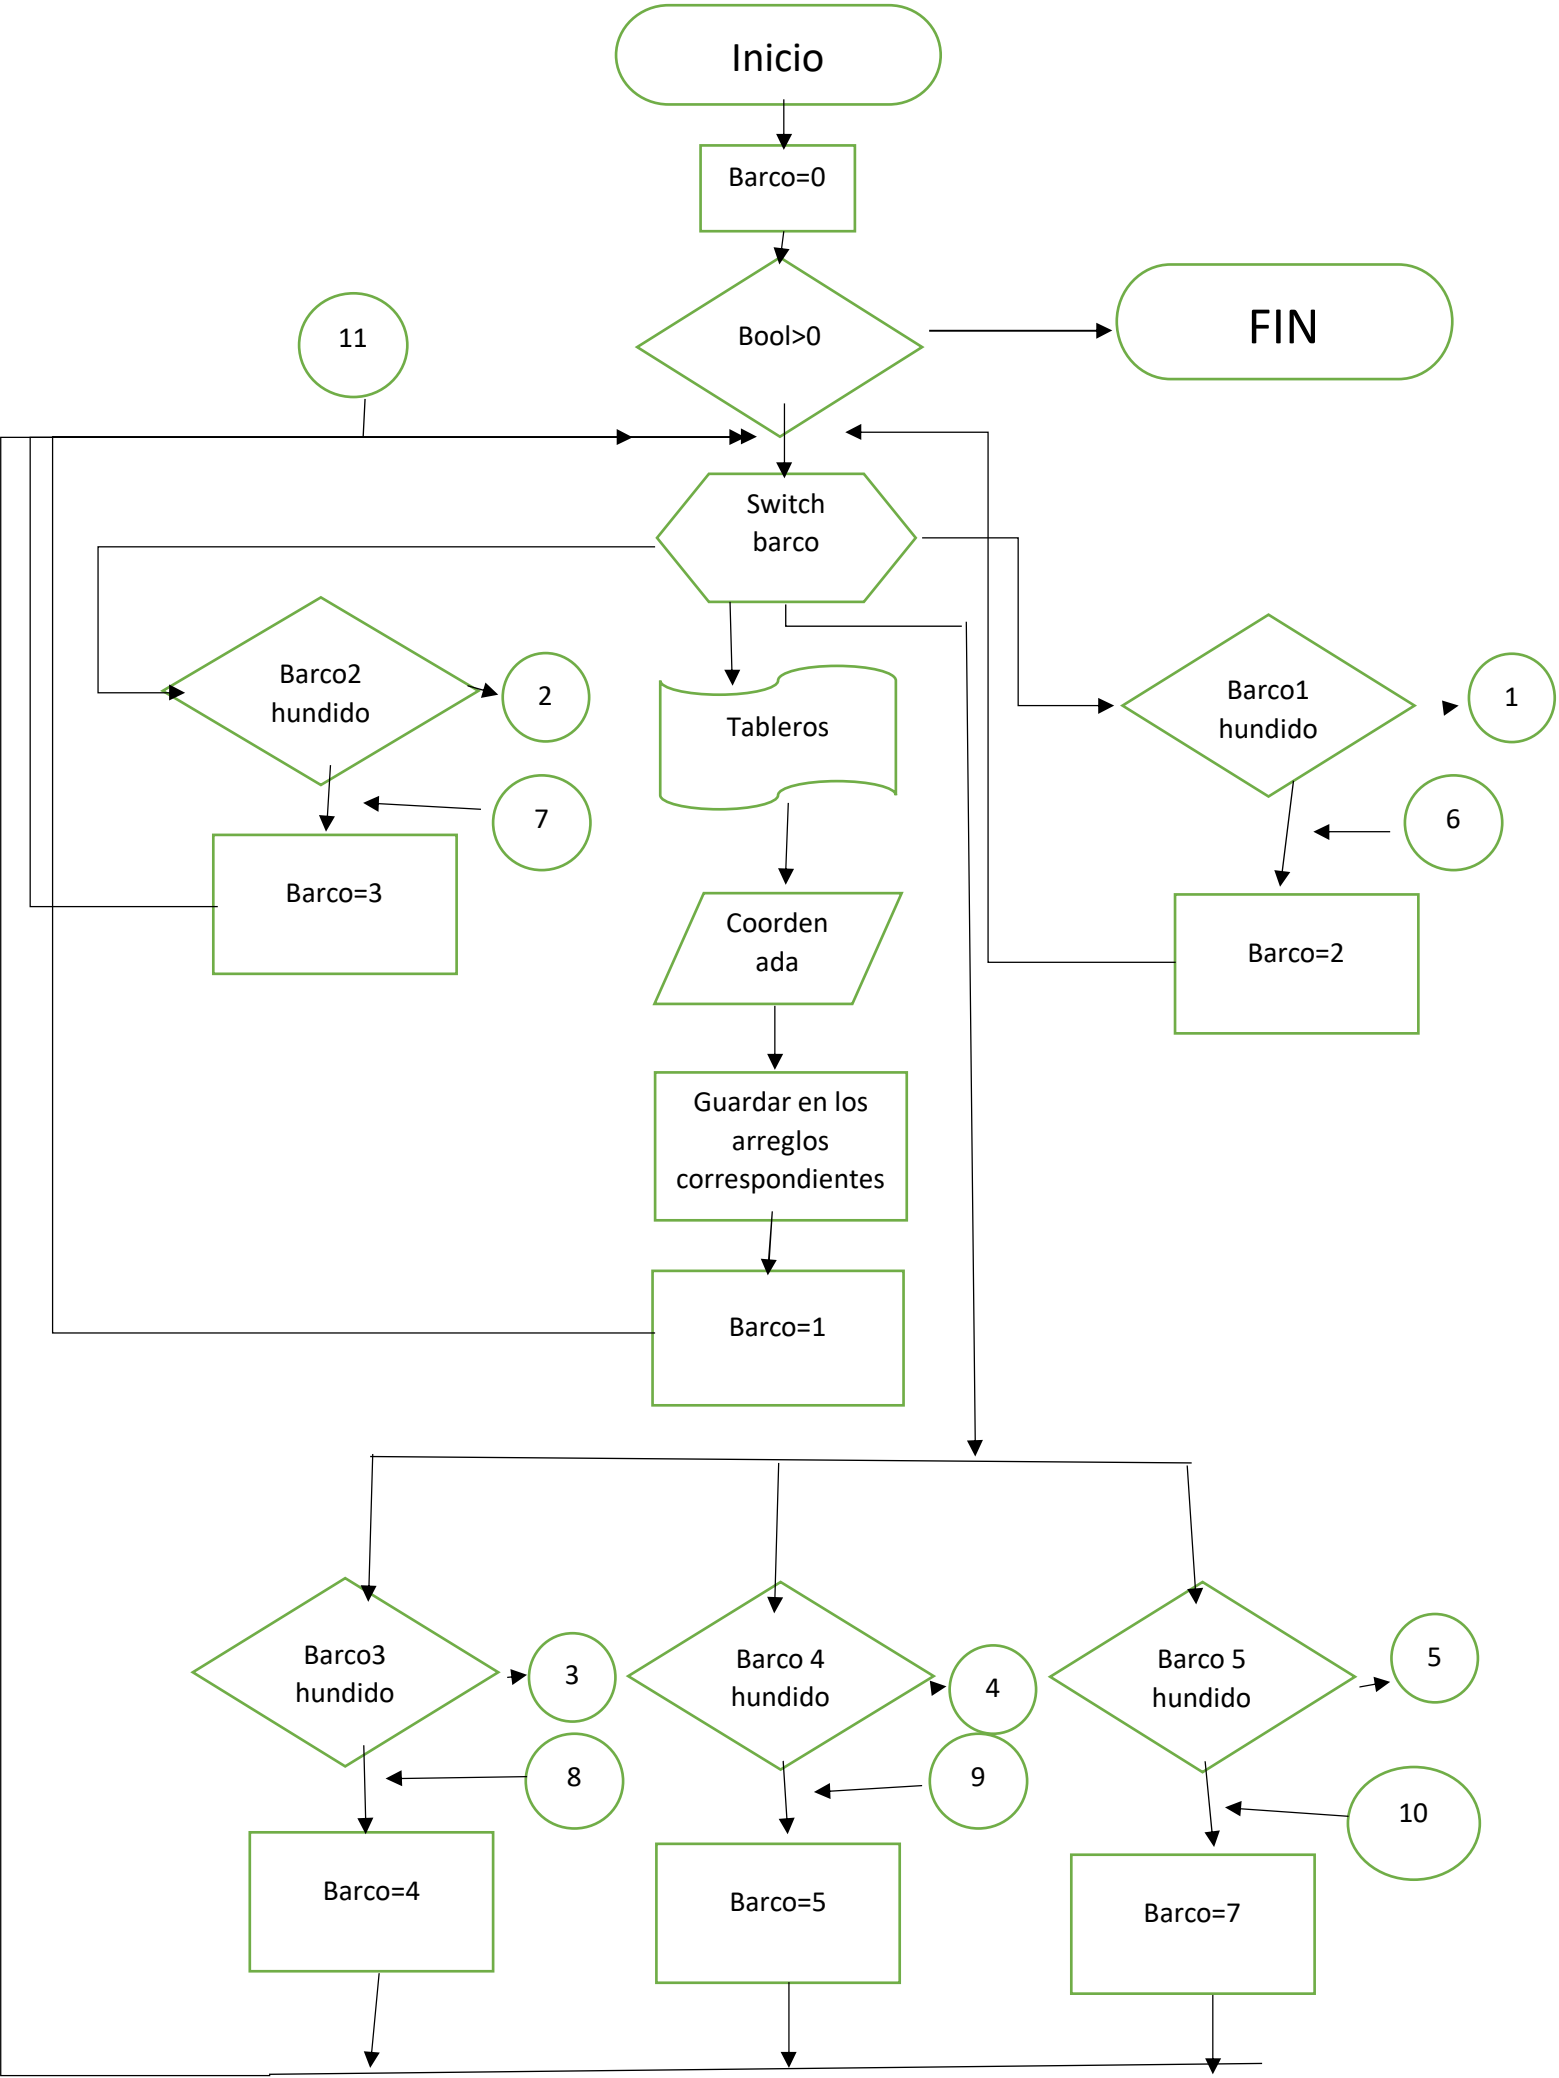 Inicio
Barco=0
Bool>0
FIN
11
Switch
barco
Barco2
hundido
2
Tableros
Barco1
hundido
1
7
6
Barco=3
Coorden
ada
Barco=2
Guardar en los
arreglos
correspondientes
Barco=1
Barco3
hundido
3
Barco 4
hundido
4
Barco 5
hundido
5
8
9
10
Barco=4
Barco=5
Barco=7